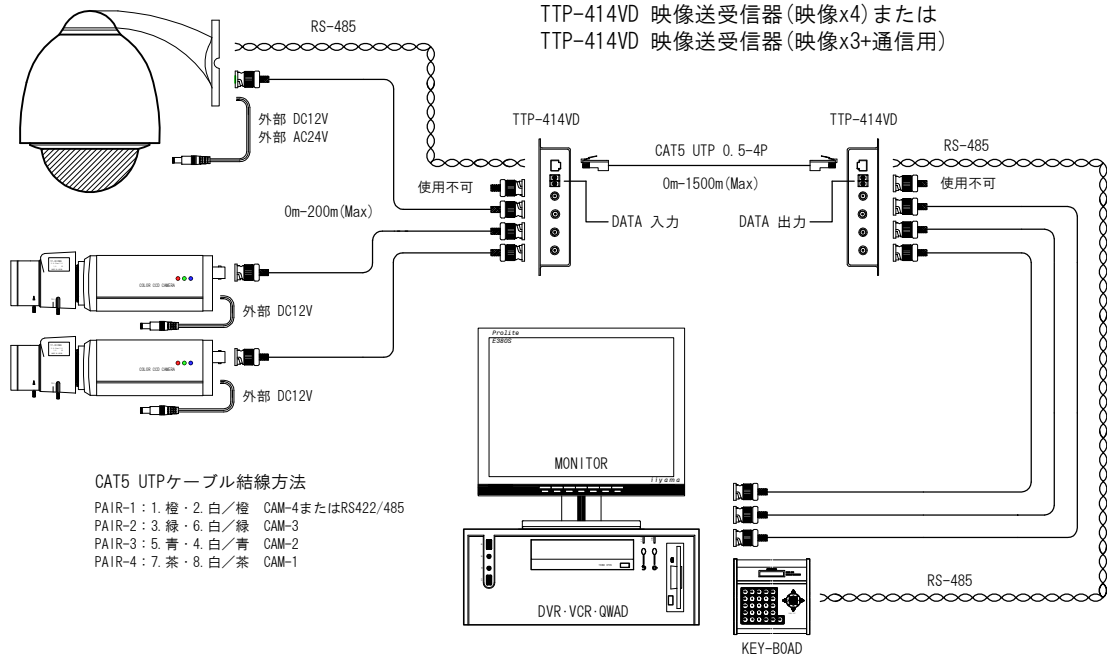 TTP-414VD 映像送受信器(映像x4)または
TTP-414VD 映像送受信器(映像x3+通信用)
RS-485
外部 DC12V
外部 AC24V
TTP-414VD
TTP-414VD
CAT5 UTP 0.5-4P
0m-1500m(Max)
RS-485
使用不可
使用不可
0m-200m(Max)
DATA 入力
DATA 出力
COLOR CCD CAMERA
外部 DC12V
COLOR CCD CAMERA
外部 DC12V
Prolite
E380S
MONITOR
iiyama
CAT5 UTPケーブル結線方法
PAIR-1：1.橙・2.白／橙 CAM-4またはRS422/485
PAIR-2：3.緑・6.白／緑 CAM-3
PAIR-3：5.青・4.白／青 CAM-2
PAIR-4：7.茶・8.白／茶 CAM-1
DVR・VCR・QWAD
RS-485
KEY-BOAD